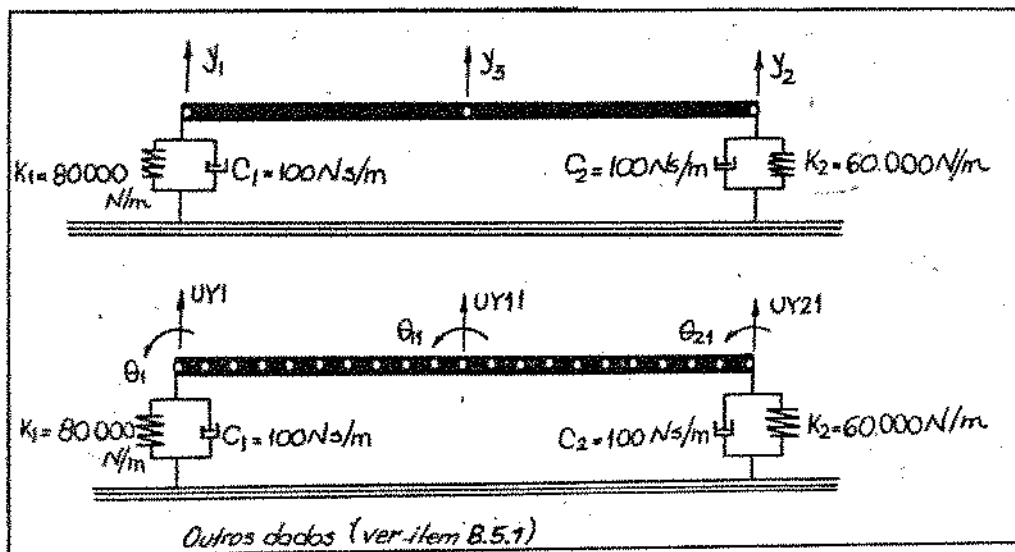 y₁ y₃ y₂
K₁=80000 N/m C₁=100Ns/m C₂=100Ns/m K₂=60.000N/m
UY1 UY11 UY21
θ₁ θ₁₁ θ₂₁
K₁=80000 N/m C₁=100Ns/m C₂=100Ns/m K₂=60.000N/m
Outros dados (ver item B.5.1)